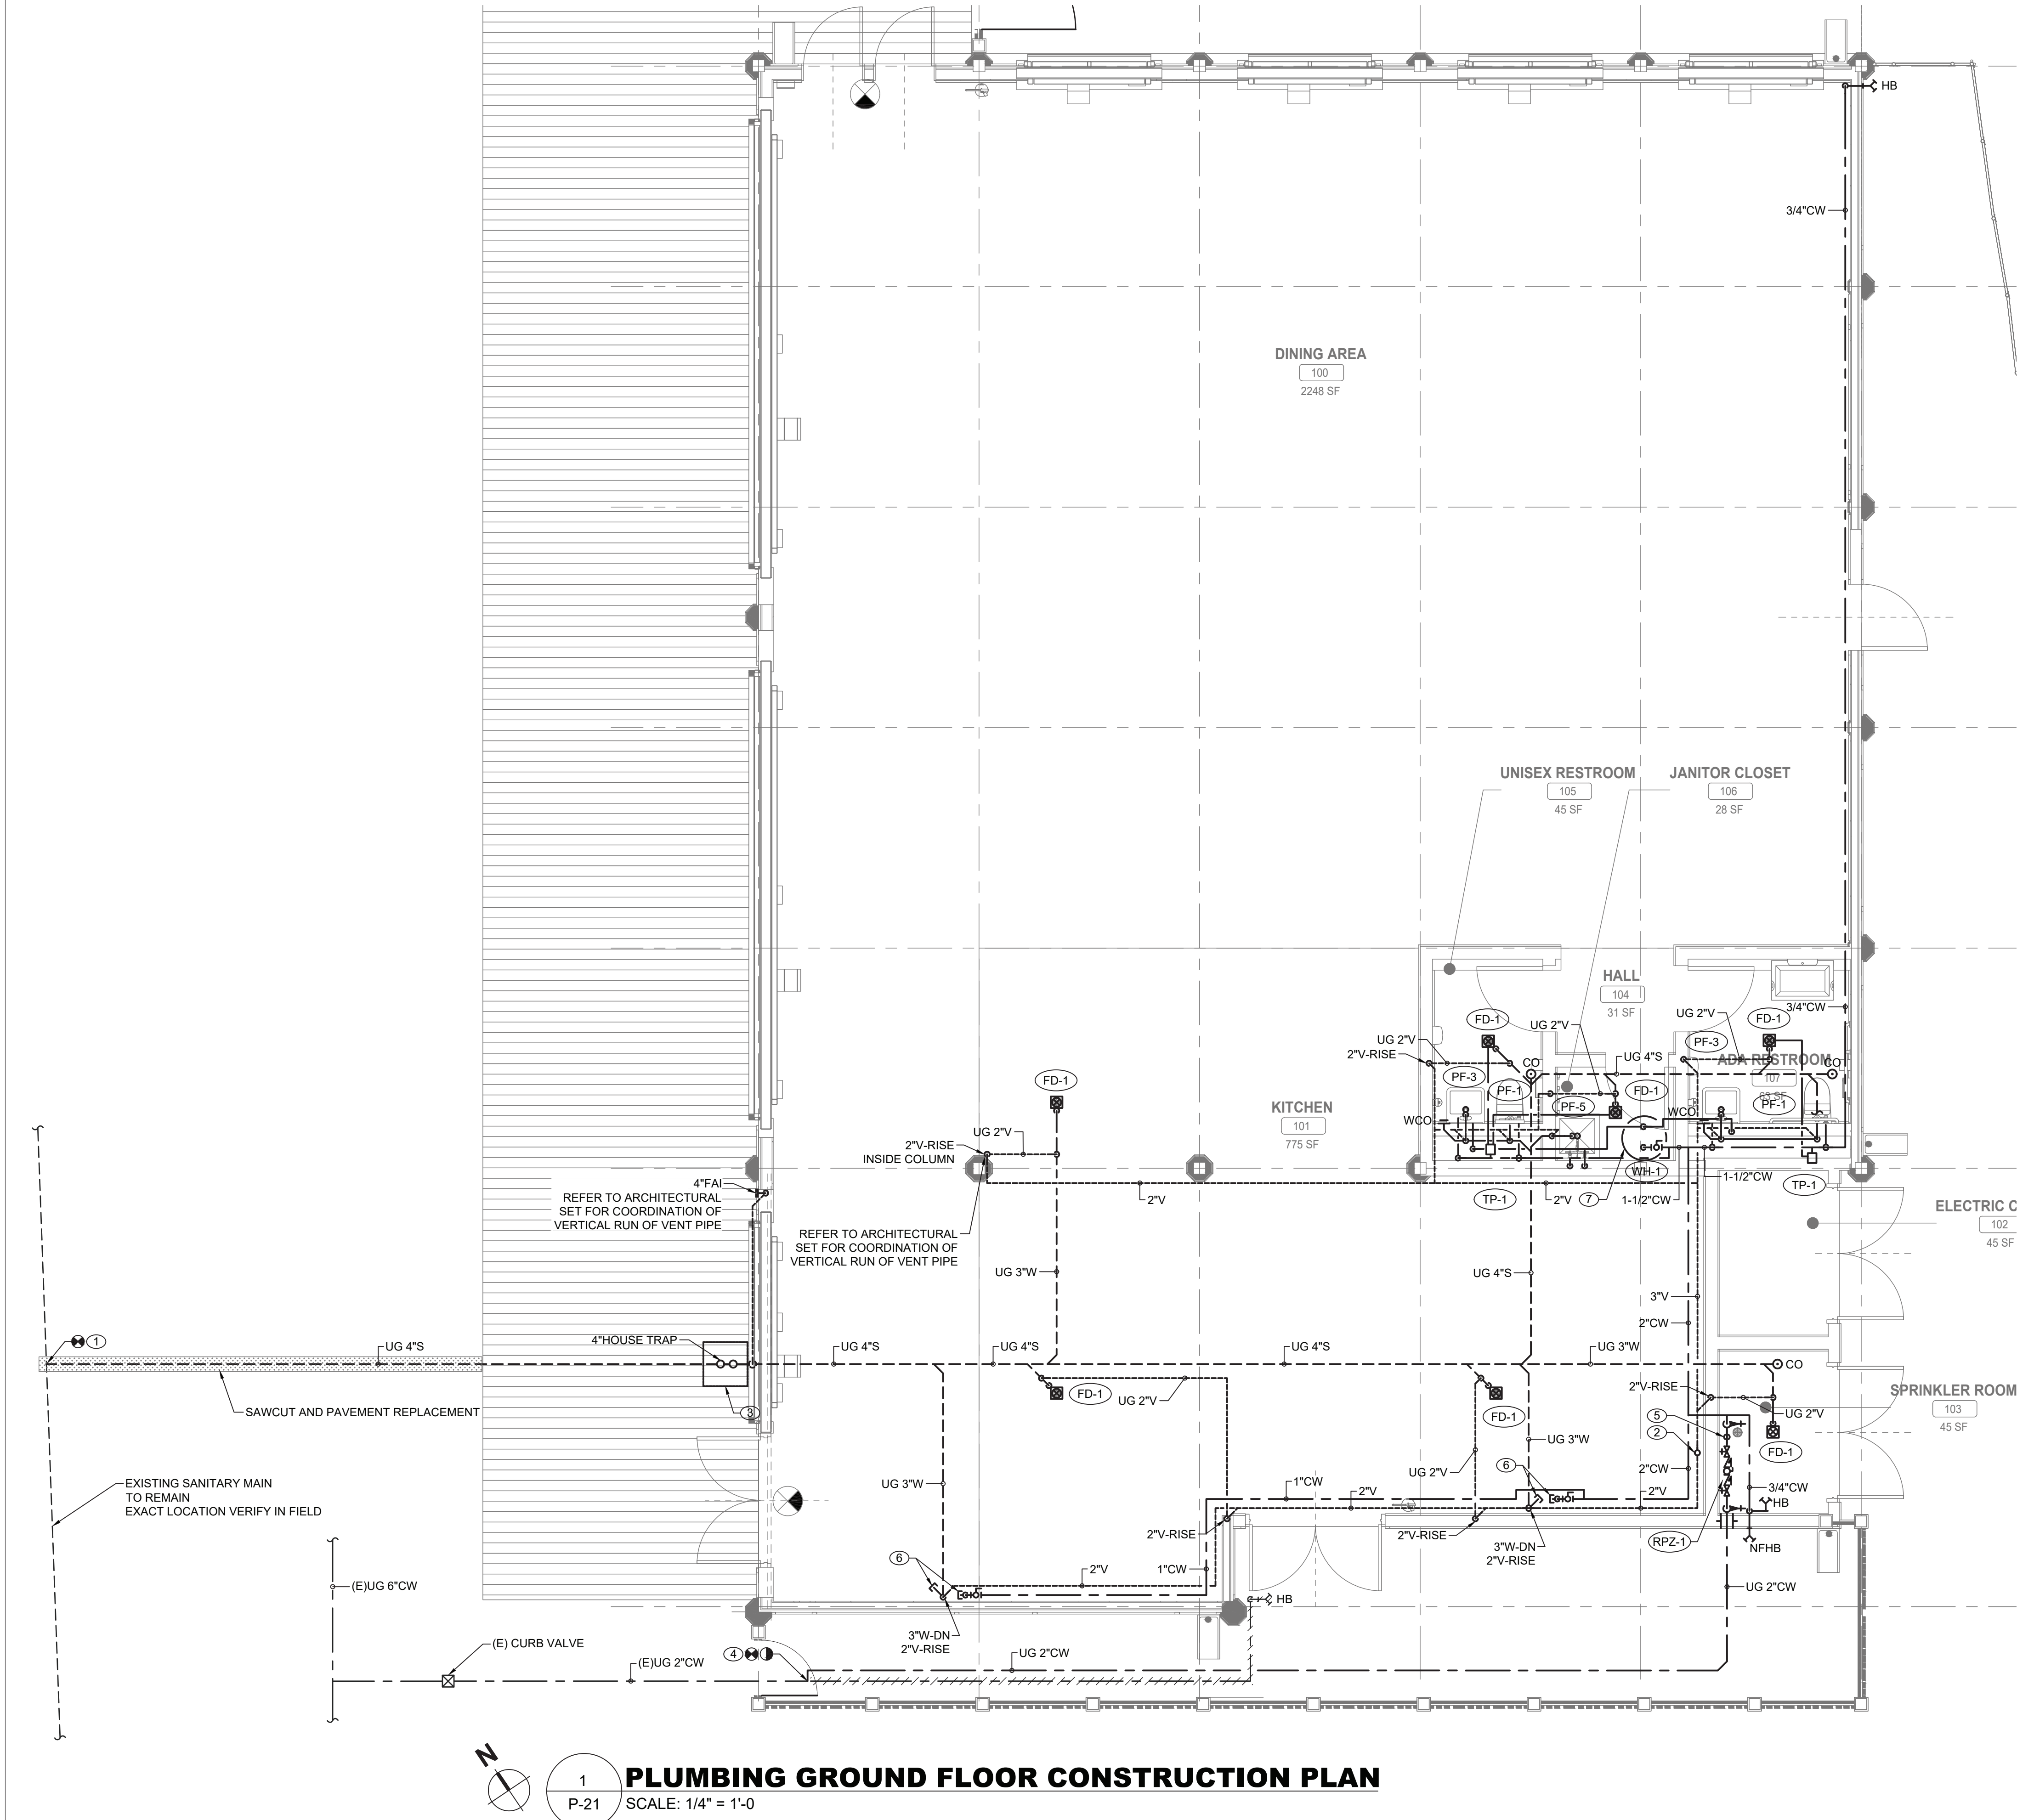 HB
3/4"CW
DINING AREA
100
2248 SF
UNISEX RESTROOM
105
45 SF
JANITOR CLOSET
106
28 SF
HALL
104
31 SF
3/4"CW
UG 2"V
FD-1
FD-1
UG 2"V
PF-3
UG 2"V
2"V-RISE
UG 4"S
ADA RESTROOM
107
63 SF
CO
CO
PF-3
PF-1
FD-1
PF-1
PF-5
WCO
WCO
FD-1
KITCHEN
101
775 SF
UG 2"V
2"V-RISE
INSIDE COLUMN
4"FAI
REFER TO ARCHITECTURAL
SET FOR COORDINATION OF
VERTICAL RUN OF VENT PIPE
WH-1
1-1/2"CW
TP-1
TP-1
2"V
2"V
7
1-1/2"CW
ELECTRIC C
102
45 SF
REFER TO ARCHITECTURAL
SET FOR COORDINATION OF
VERTICAL RUN OF VENT PIPE
UG 3"W
UG 4"S
3"V
2"CW
1
UG 4"S
4"HOUSE TRAP
UG 4"S
UG 4"S
UG 4"S
UG 3"W
CO
2"V-RISE
SPRINKLER ROOM
103
45 SF
FD-1
UG 2"V
SAWCUT AND PAVEMENT REPLACEMENT
3
FD-1
5
UG 2"V
2
FD-1
UG 3"W
6
2"CW
UG 2"V
EXISTING SANITARY MAIN
TO REMAIN
EXACT LOCATION VERIFY IN FIELD
UG 3"W
1"CW
2"V
2"V
3/4"CW
HB
2"V-RISE
2"V-RISE
3"W-DN
2"V-RISE
RPZ-1
NFHB
6
2"V
1"CW
(E)UG 6"CW
UG 2"CW
HB
3"W-DN
2"V-RISE
(E) CURB VALVE
4
UG 2"CW
(E)UG 2"CW
N
1
P-21
PLUMBING GROUND FLOOR CONSTRUCTION PLAN
SCALE: 1/4" = 1'-0